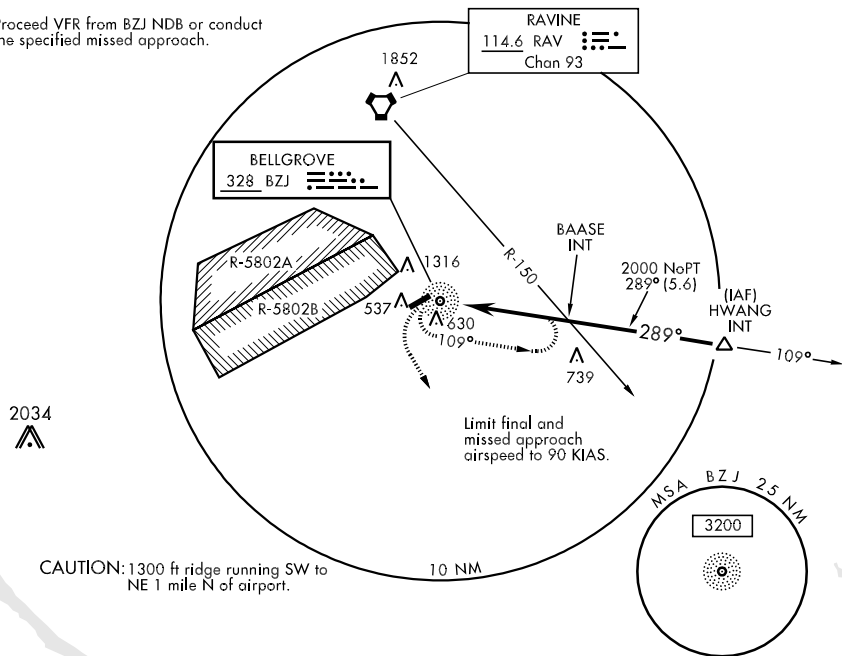 Proceed VFR from BZJ NDB or conduct
the specified missed approach.
RAVINE
114.6 RAV
Chan 93
1852
BELLGROVE
328 BZJ
R-5802A
R-5802B
1316
537
630
109°
R-150
BAASE
INT
2000 NoPT
289° (5.6)
(IAF)
HWANG
INT
289°
109°
739
2034
Limit final and
missed approach
airspeed to 90 KIAS.
MSA BZJ 25 NM
3200
CAUTION: 1300 ft ridge running SW to
NE 1 mile N of airport.
10 NM